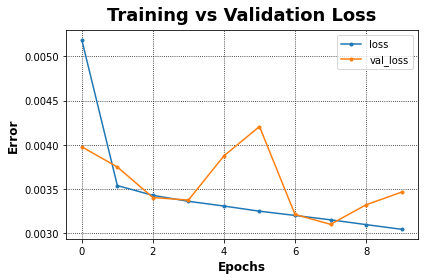 Training vs Validation Loss
loss
val_loss
0.0050
0.0045
0.0040
0.0035
0.0030
Error
0 2 4 6 8
Epochs